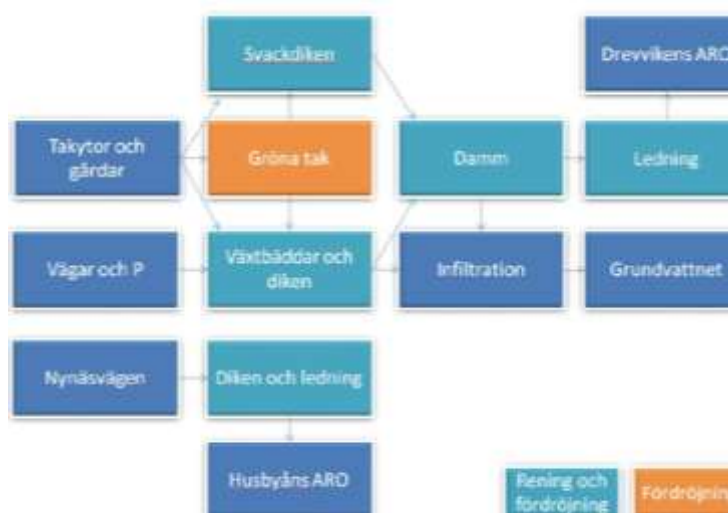 Svackdiken
Drevvikens ARO
Takytor och
gårdar
Gröna tak
Damm
Ledning
Vägar och P
Växtbäddar och
diken
Infiltration
Grundvattnet
Nynäsvägen
Diken och ledning
Husbyåns ARO
Rening och
fördröjning
Fördröjnin